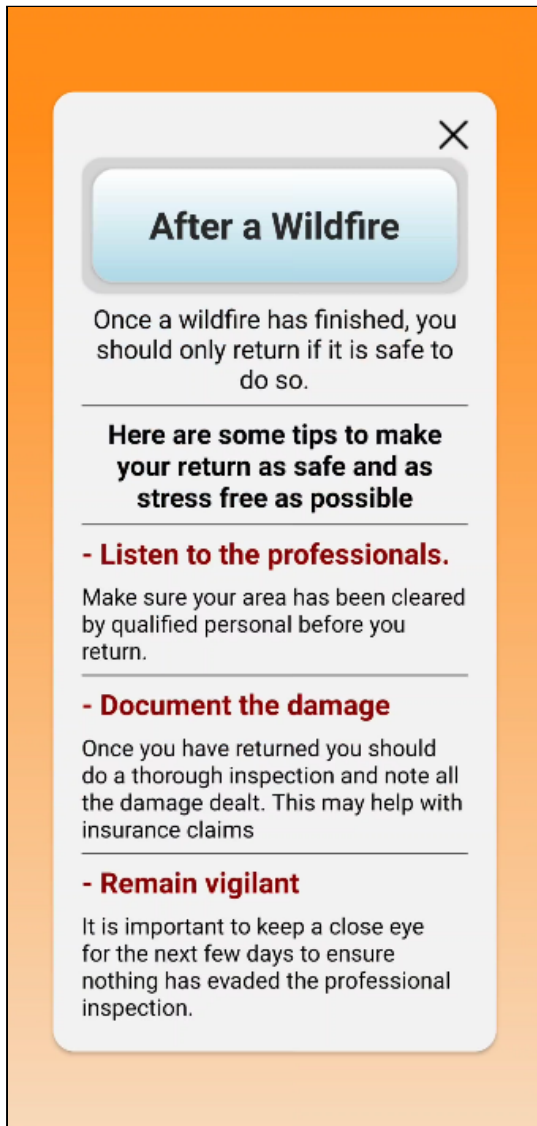 After a Wildfire
Once a wildfire has finished, you
should only return if it is safe to
do so.
Here are some tips to make
your return as safe and as
stress free as possible
- Listen to the professionals.
Make sure your area has been cleared
by qualified personal before you
return.
- Document the damage
Once you have returned you should
do a thorough inspection and note all
the damage dealt. This may help with
insurance claims
- Remain vigilant
It is important to keep a close eye
for the next few days to ensure
nothing has evaded the professional
inspection.